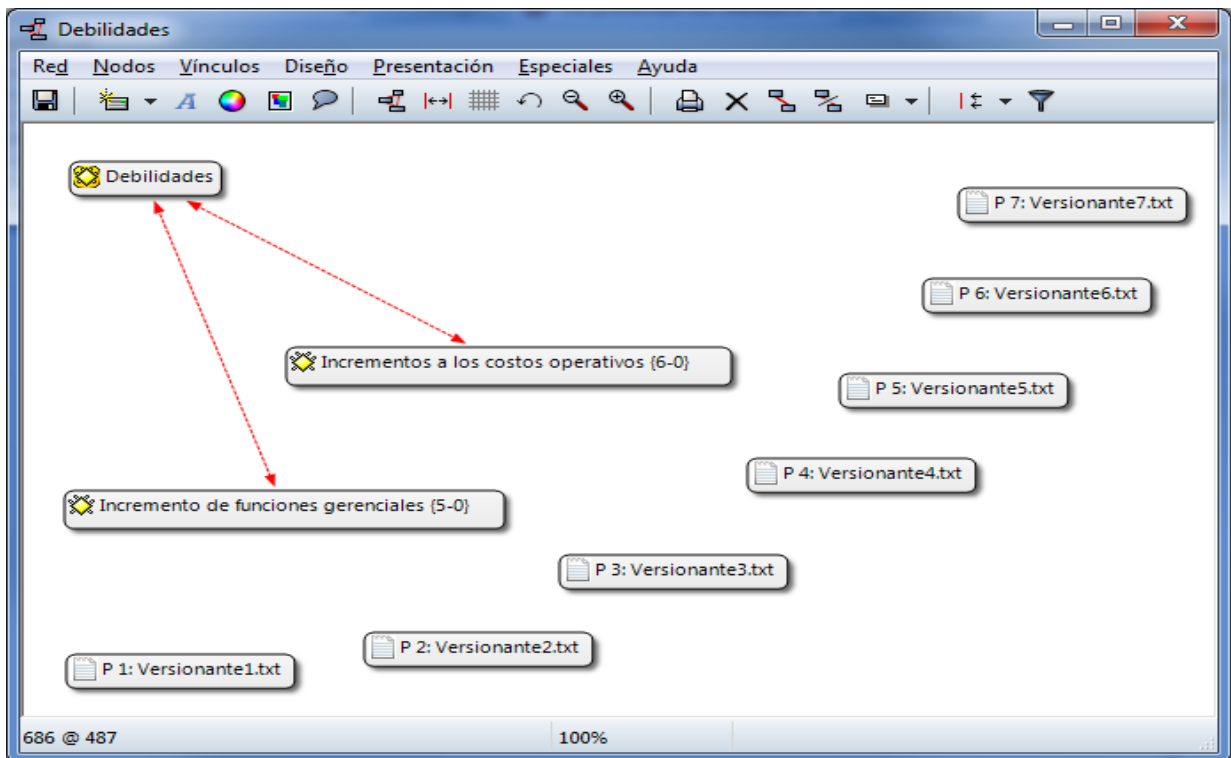 Debilidades
Red Nodos Vínculos Diseño Presentación Especiales Ayuda
Debilidades
P 7: Versionante7.txt
P 6: Versionante6.txt
Incrementos a los costos operativos {6-0}
P 5: Versionante5.txt
P 4: Versionante4.txt
Incremento de funciones gerenciales {5-0}
P 3: Versionante3.txt
P 2: Versionante2.txt
P 1: Versionante1.txt
686 @ 487 100%